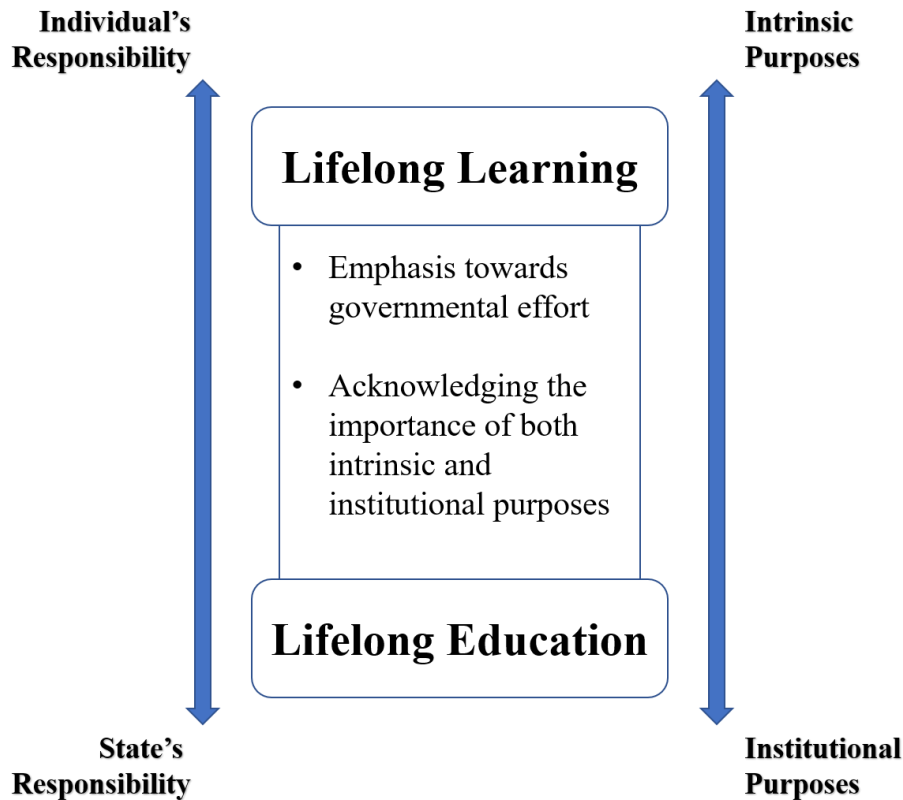 Individual’s
Responsibility
Intrinsic
Purposes
Lifelong Learning
• Emphasis towards
governmental effort
• Acknowledging the
importance of both
intrinsic and
institutional purposes
Lifelong Education
State’s
Responsibility
Institutional
Purposes